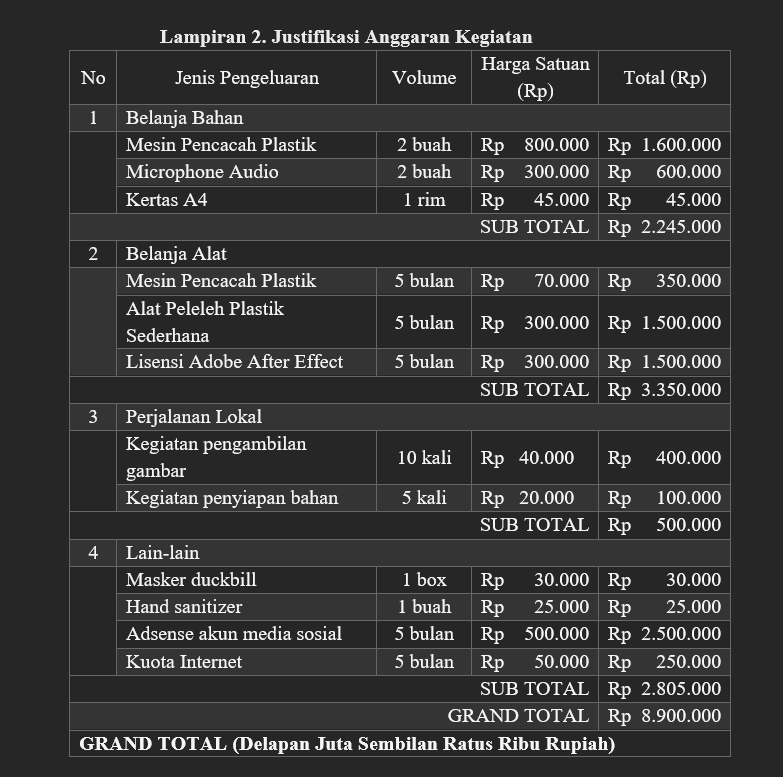 Lampiran 2. Justifikasi Anggaran Kegiatan
No Jenis Pengeluaran Volume Harga Satuan (Rp) Total (Rp)
1 Belanja Bahan
Mesin Pencacah Plastik 2 buah Rp 800.000 Rp 1.600.000
Microphone Audio 2 buah Rp 300.000 Rp 600.000
Kertas A4 1 rim Rp 45.000 Rp 45.000
SUB TOTAL Rp 2.245.000
2 Belanja Alat
Mesin Pencacah Plastik 5 bulan Rp 70.000 Rp 350.000
Alat Peleleh Plastik Sederhana 5 bulan Rp 300.000 Rp 1.500.000
Lisensi Adobe After Effect 5 bulan Rp 300.000 Rp 1.500.000
SUB TOTAL Rp 3.350.000
3 Perjalanan Lokal
Kegiatan pengambilan gambar 10 kali Rp 40.000 Rp 400.000
Kegiatan penyiapan bahan 5 kali Rp 20.000 Rp 100.000
SUB TOTAL Rp 500.000
4 Lain-lain
Masker duckbill 1 box Rp 30.000 Rp 30.000
Hand sanitizer 1 buah Rp 25.000 Rp 25.000
Adsense akun media sosial 5 bulan Rp 500.000 Rp 2.500.000
Kuota Internet 5 bulan Rp 50.000 Rp 250.000
SUB TOTAL Rp 2.805.000
GRAND TOTAL Rp 8.900.000
GRAND TOTAL (Delapan Juta Sembilan Ratus Ribu Rupiah)